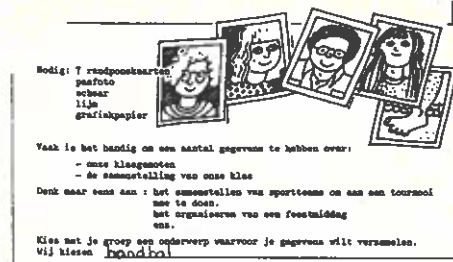 Nodig: 7 randponskaarten
pasfoto
schaar
lijm
grafiekpapier
Vaak is het handig om een aantal gegevens te hebben over:
- onze klasgenoten
- de samenstelling van onze klas
Denk maar eens aan : het samenstellen van sportteams om aan een tournooi
mee te doen.
het organiseren van een feestmiddag
enz.
Kies met je groep een onderwerp waarvoor je gegevens wilt verzamelen.
Wij kiezen handbal